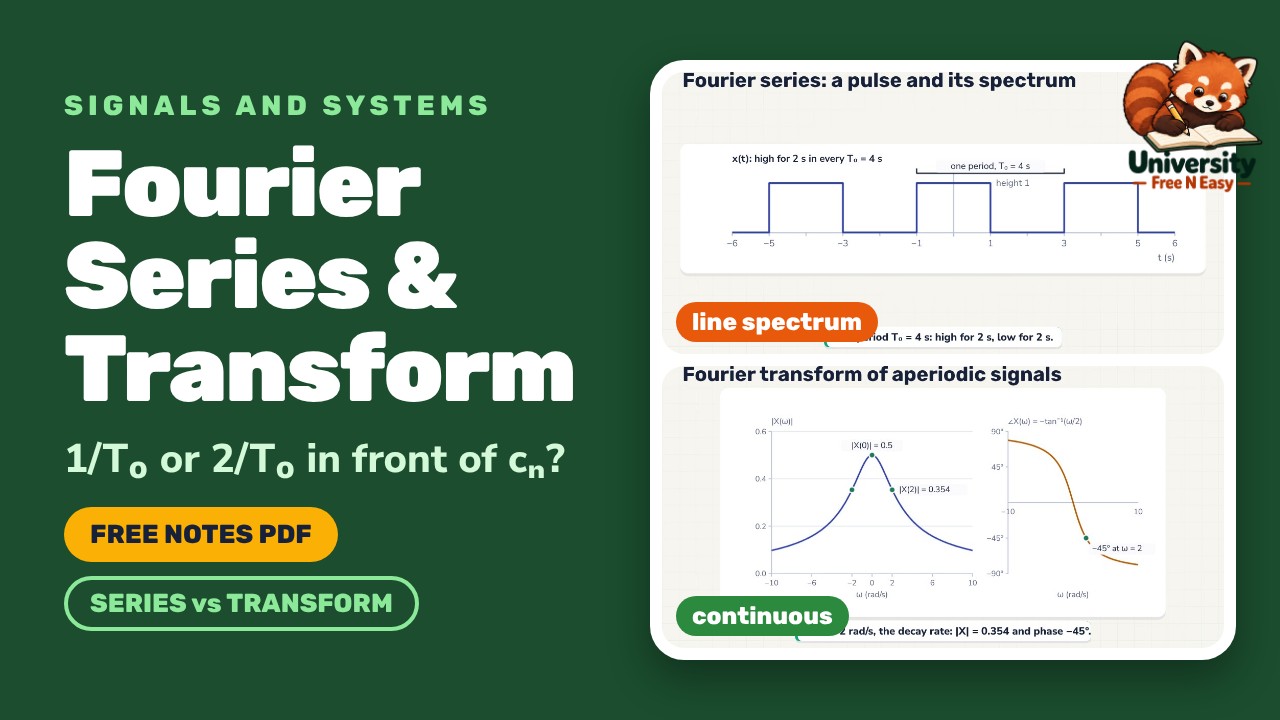 SIGNALS AND SYSTEMS
Fourier
Series &
Transform
1/T₀ or 2/T₀ in front of cₙ?
FREE NOTES PDF
SERIES vs TRANSFORM
Fourier series: a pulse and its spectrum
University
Free N Easy
x(t): high for 2 s in every T₀ = 4 s
one period, T₀ = 4 s
height 1
−6 −5 −3 −1 1 3 5 6
t (s)
line spectrum
T₀ = 4 s: high for 2 s, low for 2 s.
Fourier transform of aperiodic signals
|X(ω)|
0.6
0.4
0.2
0.0
|X(0)| = 0.5
|X(2)| = 0.354
−10 −6 −2 0 2 6 10
ω (rad/s)
∠X(ω) = −tan⁻¹(ω/2)
90°
45°
−45°
−90°
−10 10
−45° at ω = 2
ω (rad/s)
continuous
2 rad/s, the decay rate: |X| = 0.354 and phase −45°.